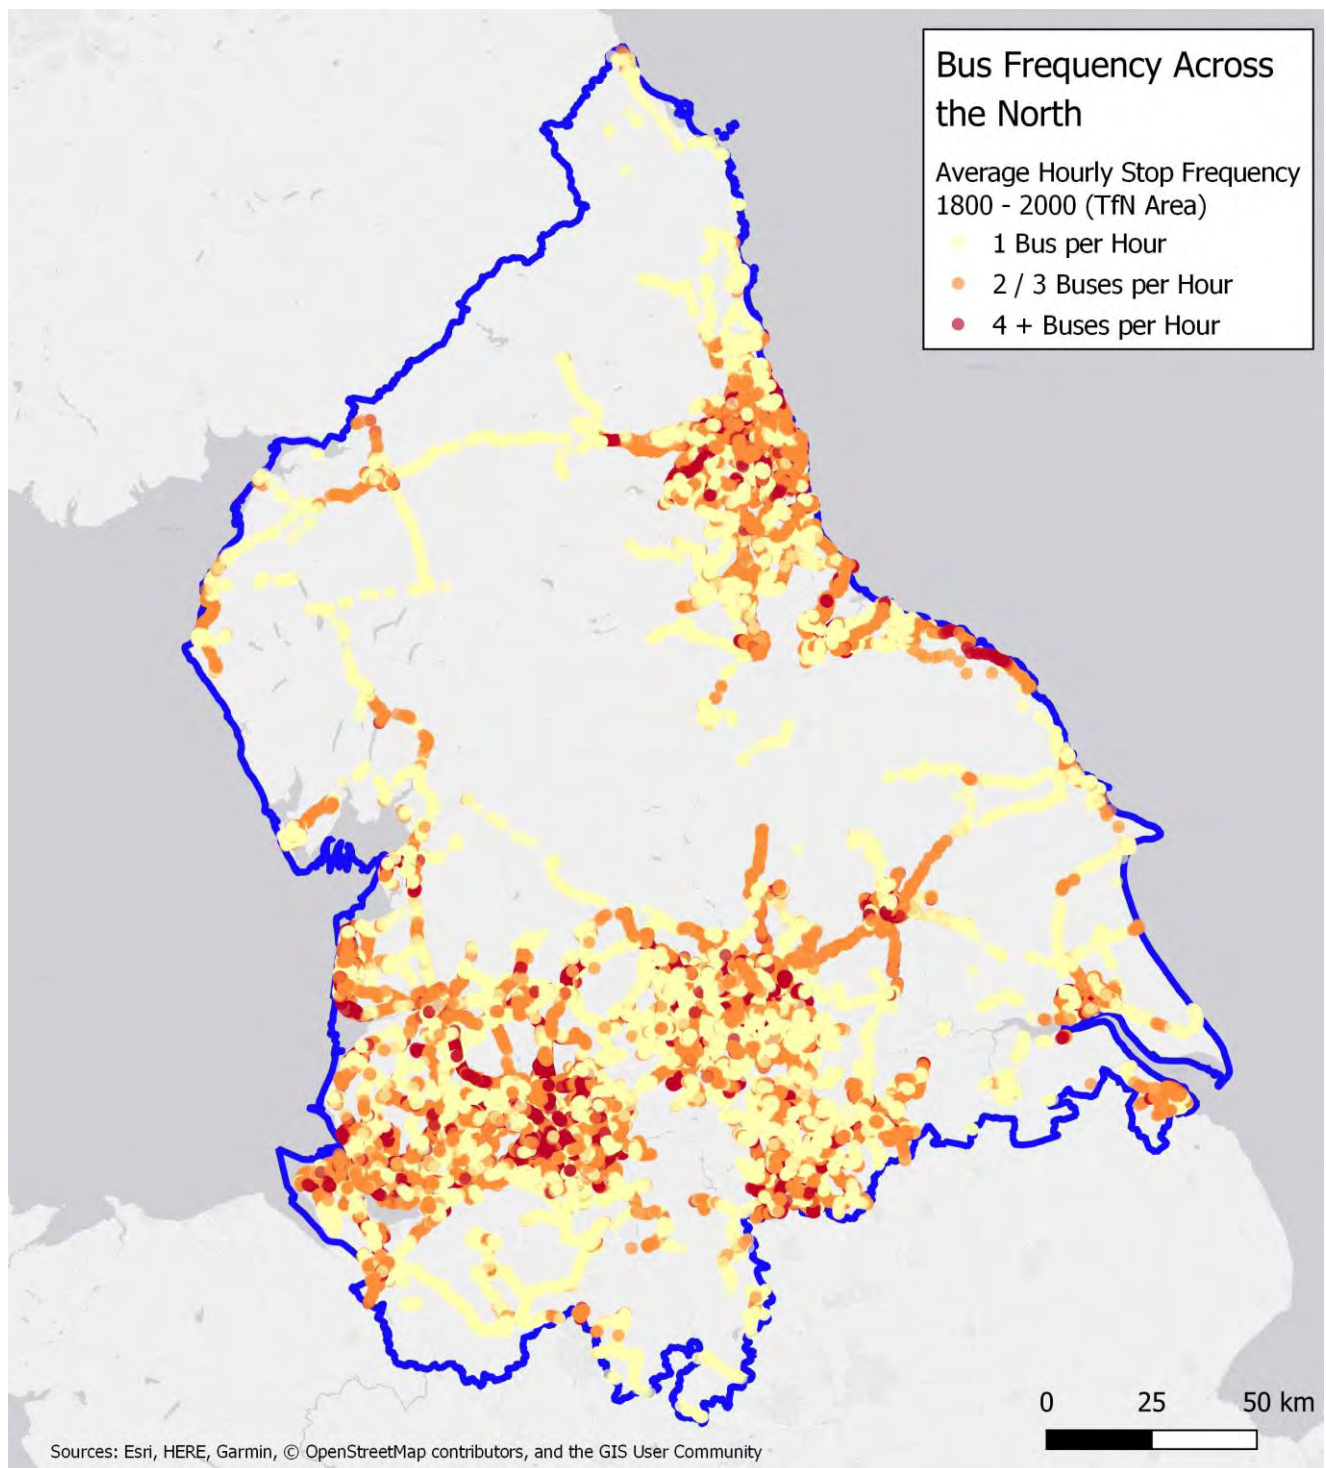 Bus Frequency Across
the North
Average Hourly Stop Frequency
1800 - 2000 (TfN Area)
1 Bus per Hour
2 / 3 Buses per Hour
4 + Buses per Hour
0 25 50 km
Sources: Esri, HERE, Garmin, © OpenStreetMap contributors, and the GIS User Community